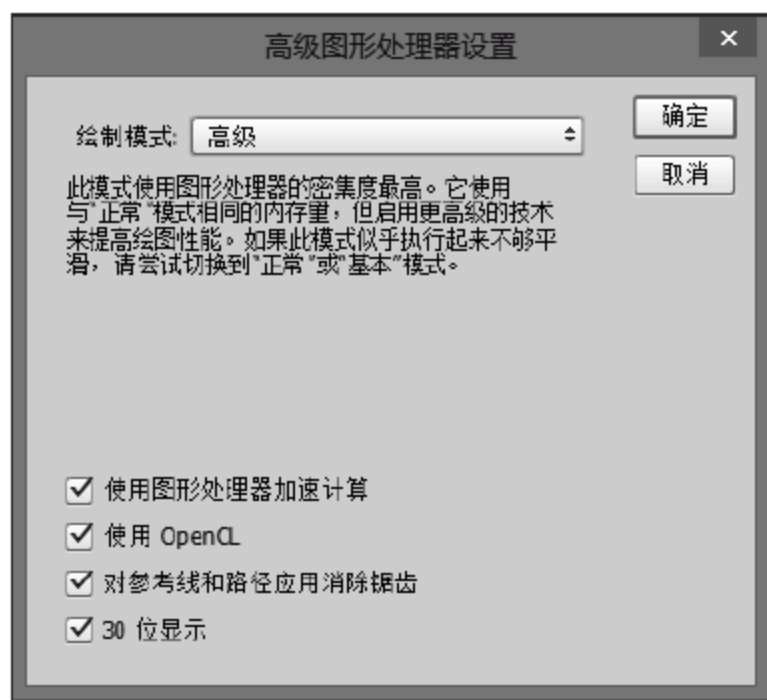 高级图形处理器设置
绘制模式: 高级
确定
取消
此模式使用图形处理器的密集度最高。它使用
与"正常"模式相同的内存量，但启用更高级的技术
来提高绘图性能。如果此模式似乎执行起来不够平
滑，请尝试切换到"正常"或"基本"模式。
使用图形处理器加速计算
使用 OpenCL
对参考线和路径应用消除锯齿
30 位显示